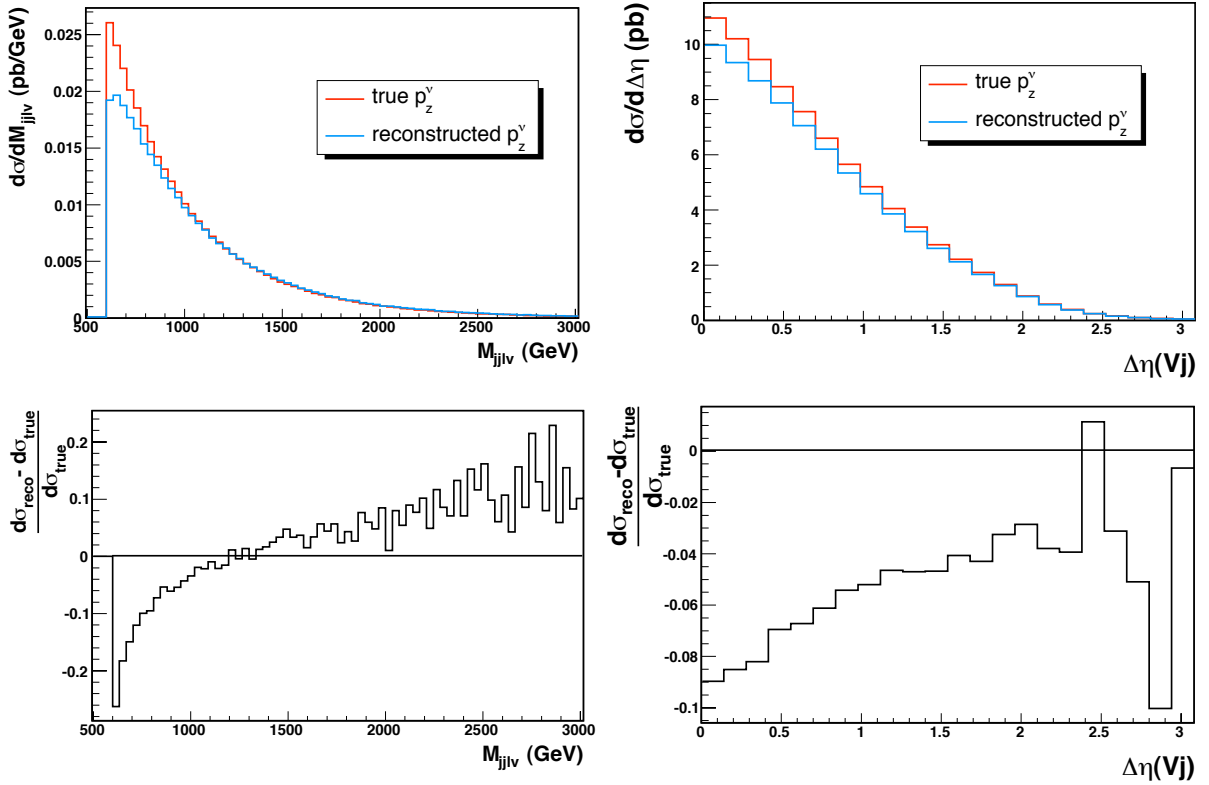 dσ/dM_jjlν (pb/GeV)
0.025
0.02
0.015
0.01
0.005
0
500 1000 1500 2000 2500 3000
M_jjlν (GeV)
true p_z^ν
reconstructed p_z^ν
dσ/dΔη (pb)
10
8
6
4
2
0
0 0.5 1 1.5 2 2.5 3
Δη(Vj)
true p_z^ν
reconstructed p_z^ν
dσ_reco- dσ_true
dσ_true
0.2
0.1
0
-0.1
-0.2
500 1000 1500 2000 2500 3000
M_jjlν (GeV)
dσ_reco-dσ_true
dσ_true
0
-0.02
-0.04
-0.06
-0.08
-0.1
0 0.5 1 1.5 2 2.5 3
Δη(Vj)